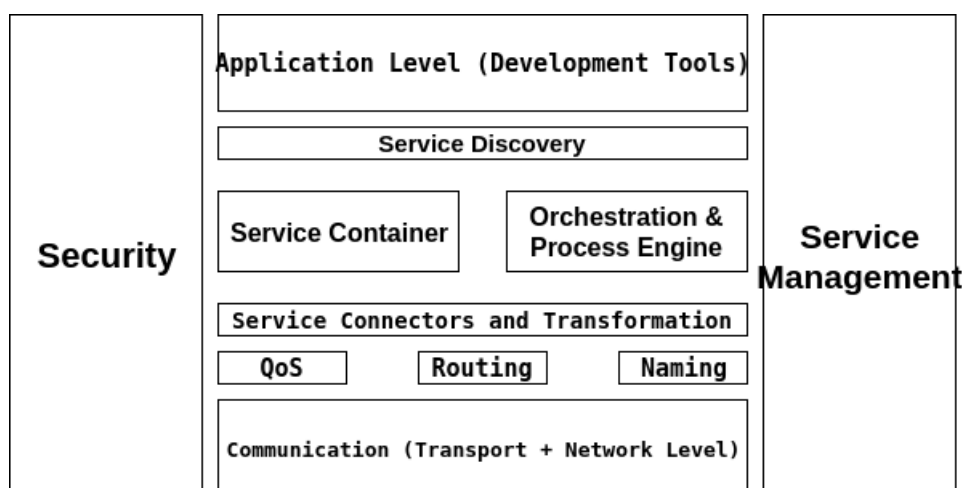 Application Level (Development Tools)
Service Discovery
Service Container
Orchestration &
Process Engine
Security
Service
Management
Service Connectors and Transformation
QoS
Routing
Naming
Communication (Transport + Network Level)